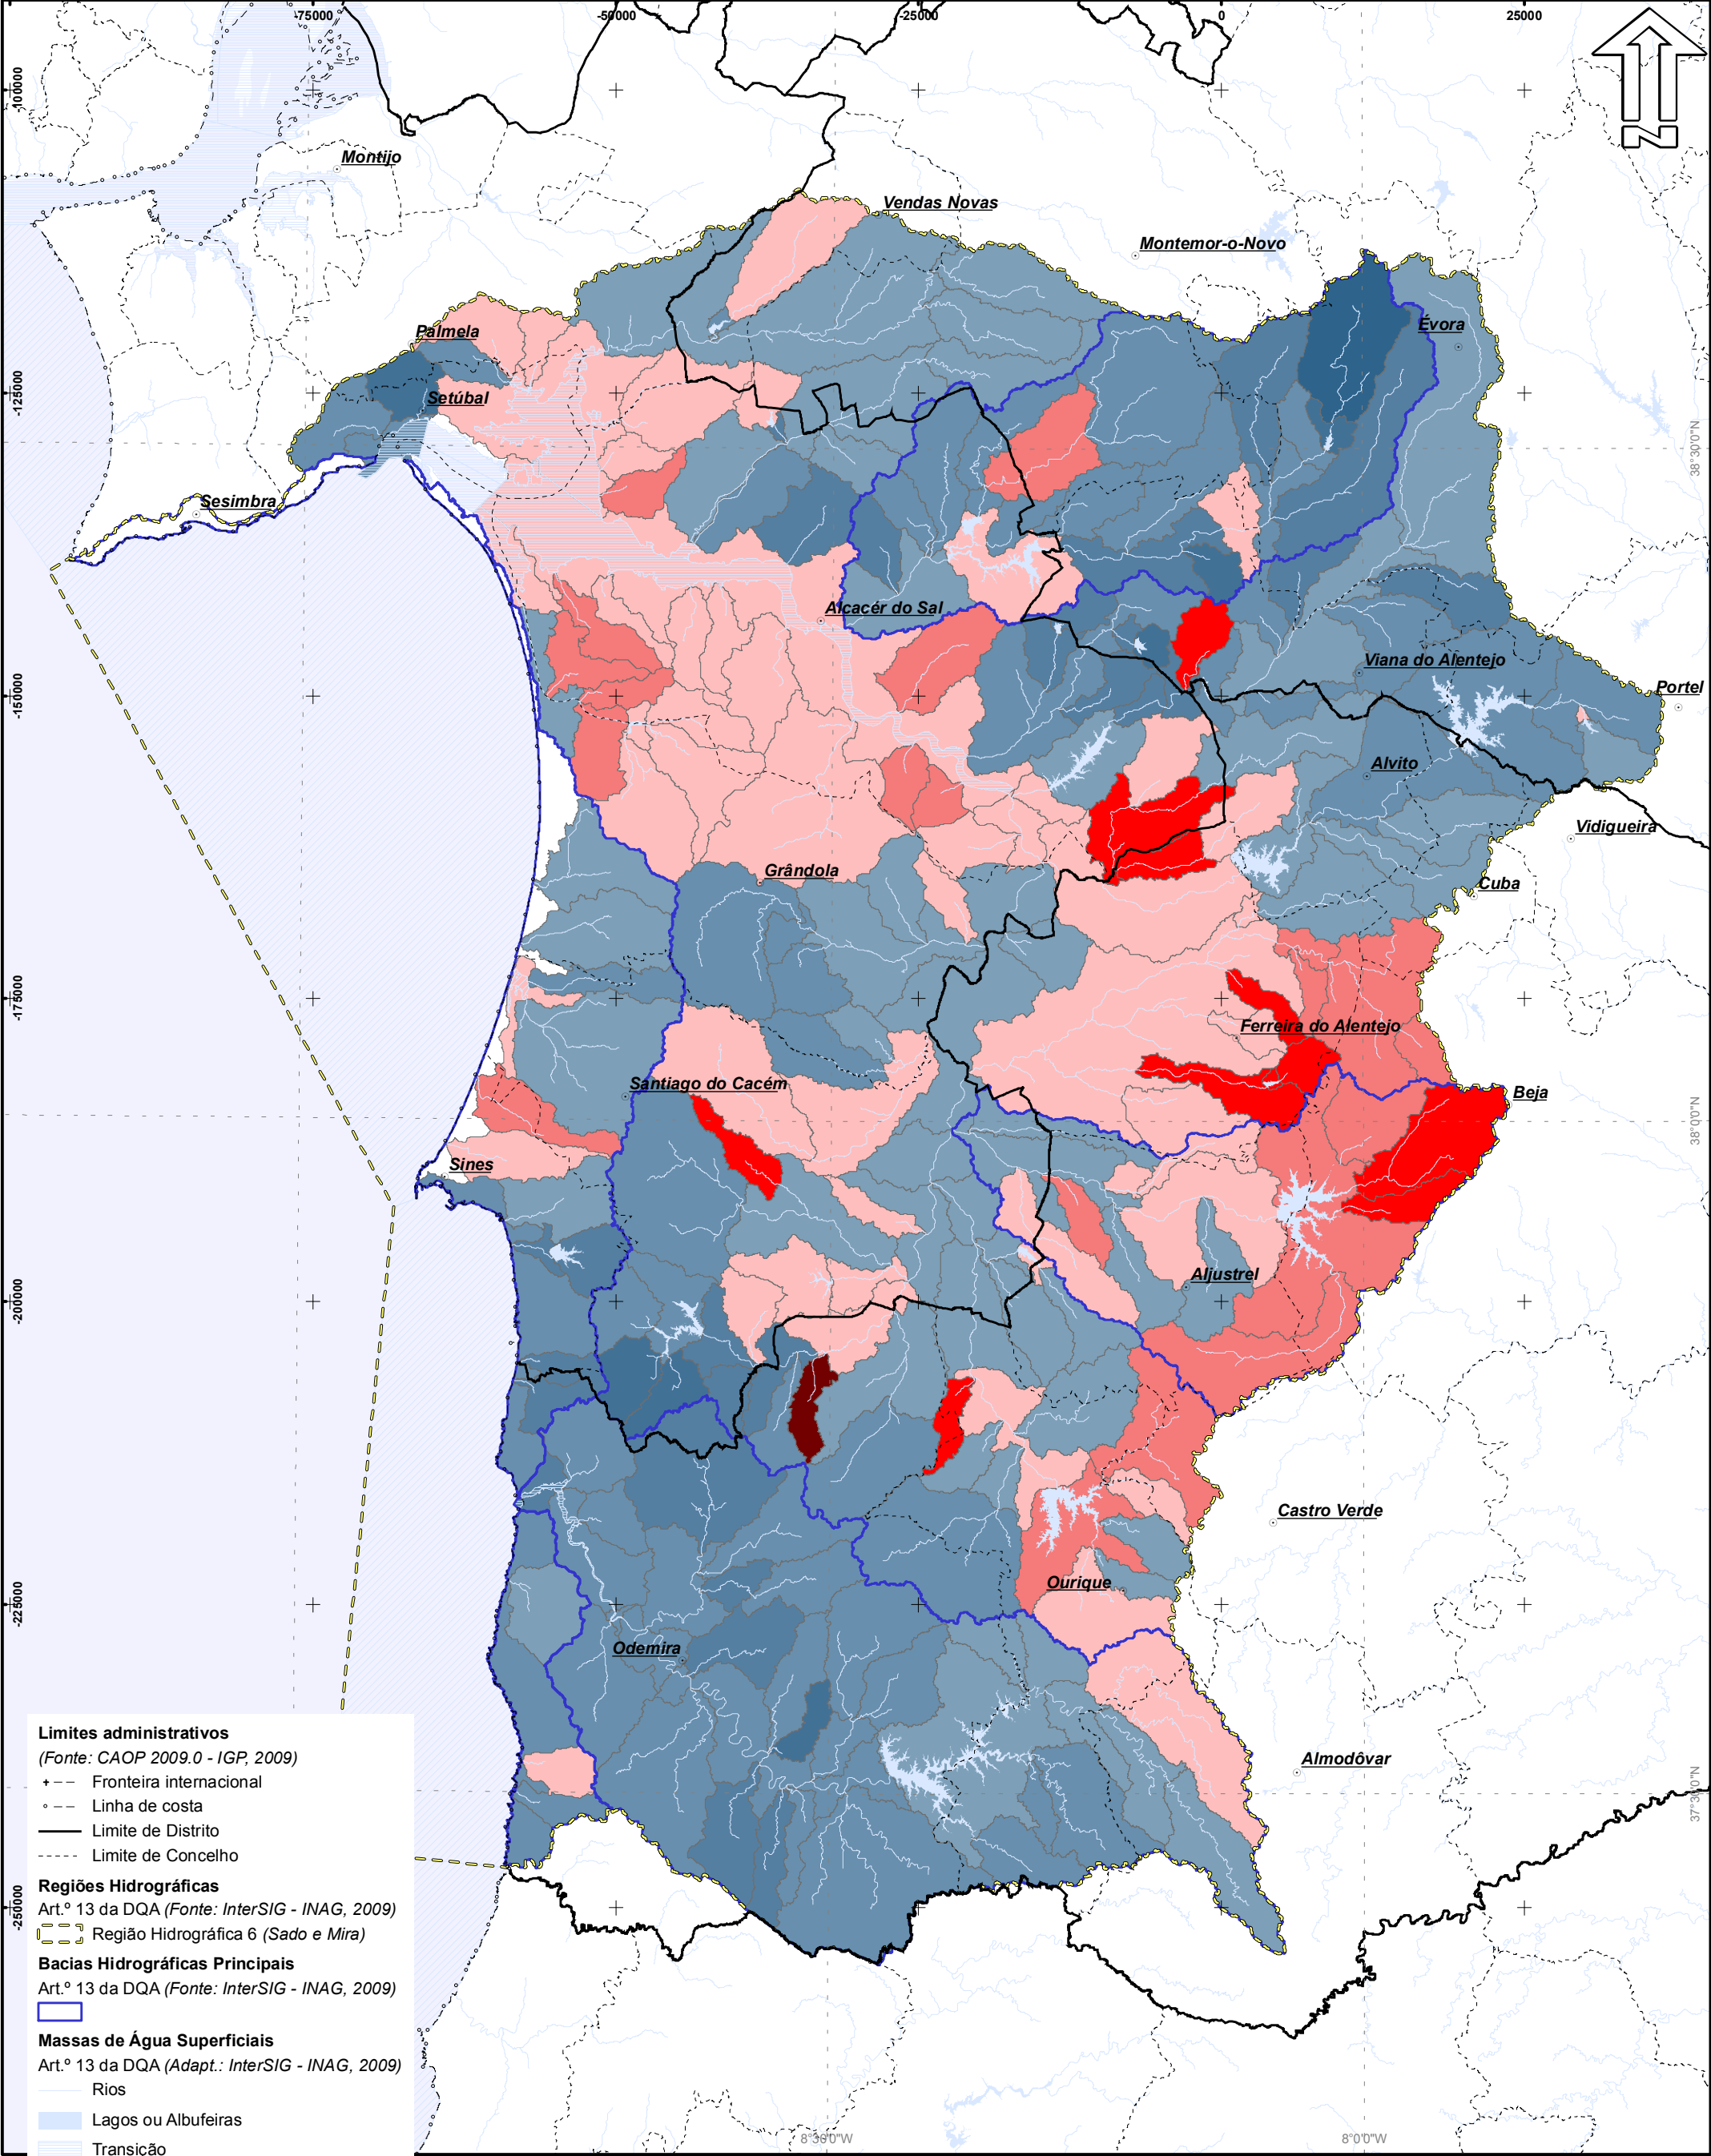 -75000
-50000
-25000
0
25000
-100000
N
Montijo
Vendas Novas
Montemor-o-Novo
Évora
Palmela
-125000
Setúbal
38°30'0"N
Sesimbra
Alcacér do Sal
Viana do Alentejo
Portel
-150000
Alvito
Vidigueira
Grândola
Cuba
-175000
Ferreira do Alentejo
Santiago do Cacém
Beja
38°0'0"N
Sines
Aljustrel
-200000
Castro Verde
Ourique
-225000
Odemira
Almodôvar
37°30'0"N
-250000
Limites administrativos
(Fonte: CAOP 2009.0 - IGP, 2009)
Fronteira internacional
Linha de costa
Limite de Distrito
Limite de Concelho
Regiões Hidrográficas
Art.º 13 da DQA (Fonte: InterSIG - INAG, 2009)
Região Hidrográfica 6 (Sado e Mira)
Bacias Hidrográficas Principais
Art.º 13 da DQA (Fonte: InterSIG - INAG, 2009)
Massas de Água Superficiais
Art.º 13 da DQA (Adapt.: InterSIG - INAG, 2009)
Rios
Lagos ou Albufeiras
Transição
8°30'0"W
8°0'0"W